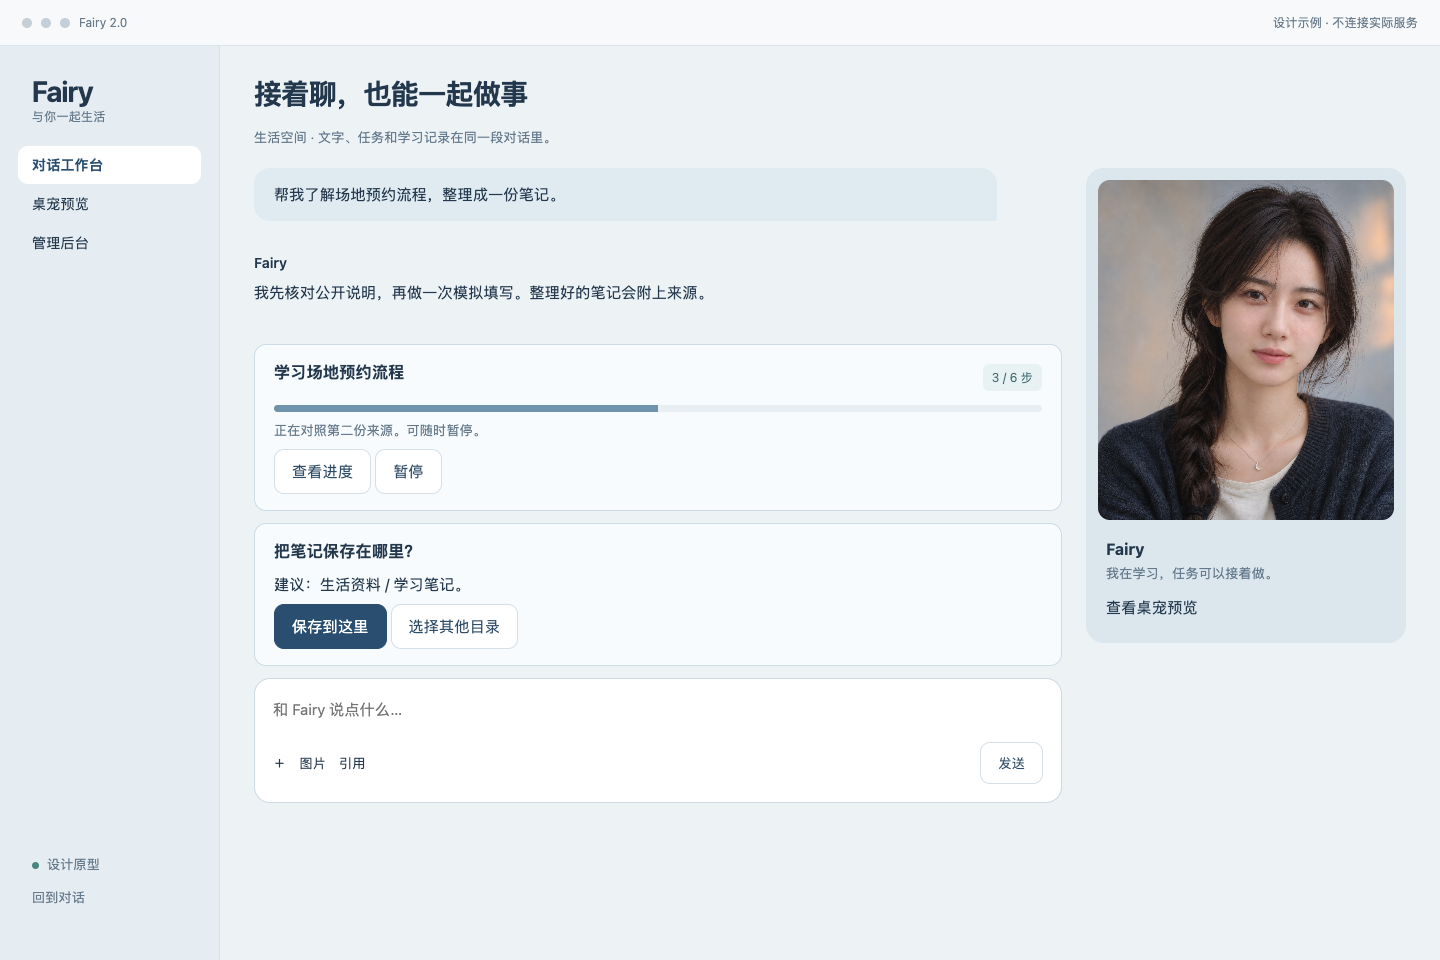 Fairy 2.0
设计示例 · 不连接实际服务
Fairy
与你一起生活
对话工作台
桌宠预览
管理后台
设计原型
回到对话
接着聊，也能一起做事
生活空间 · 文字、任务和学习记录在同一段对话里。
帮我了解场地预约流程，整理成一份笔记。
Fairy
我先核对公开说明，再做一次模拟填写。整理好的笔记会附上来源。
学习场地预约流程
3 / 6 步
正在对照第二份来源。可随时暂停。
查看进度
暂停
把笔记保存在哪里?
建议：生活资料 / 学习笔记。
保存到这里
选择其他目录
和 Fairy 说点什么...
+ 图片 引用
发送
Fairy
我在学习，任务可以接着做。
查看桌宠预览